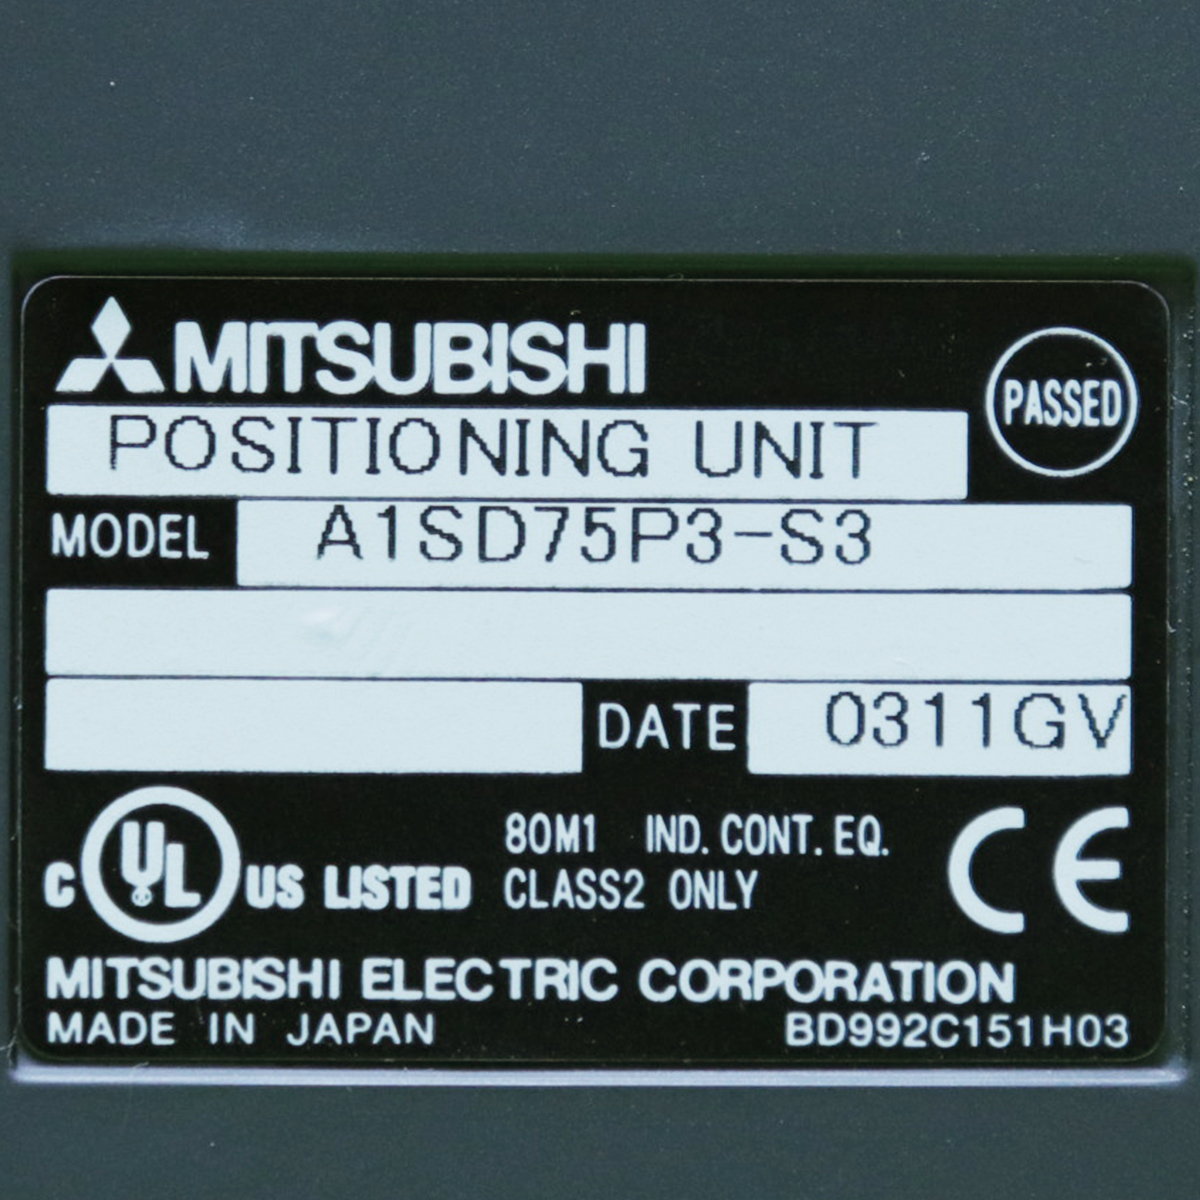 MITSUBISHI
PASSED
POSITIONING UNIT
MODEL A1SD75P3-S3
DATE 0311GV
C UL US LISTED
80M1 IND. CONT. EQ.
CLASS2 ONLY
CE
MITSUBISHI ELECTRIC CORPORATION
MADE IN JAPAN BD992C151H03